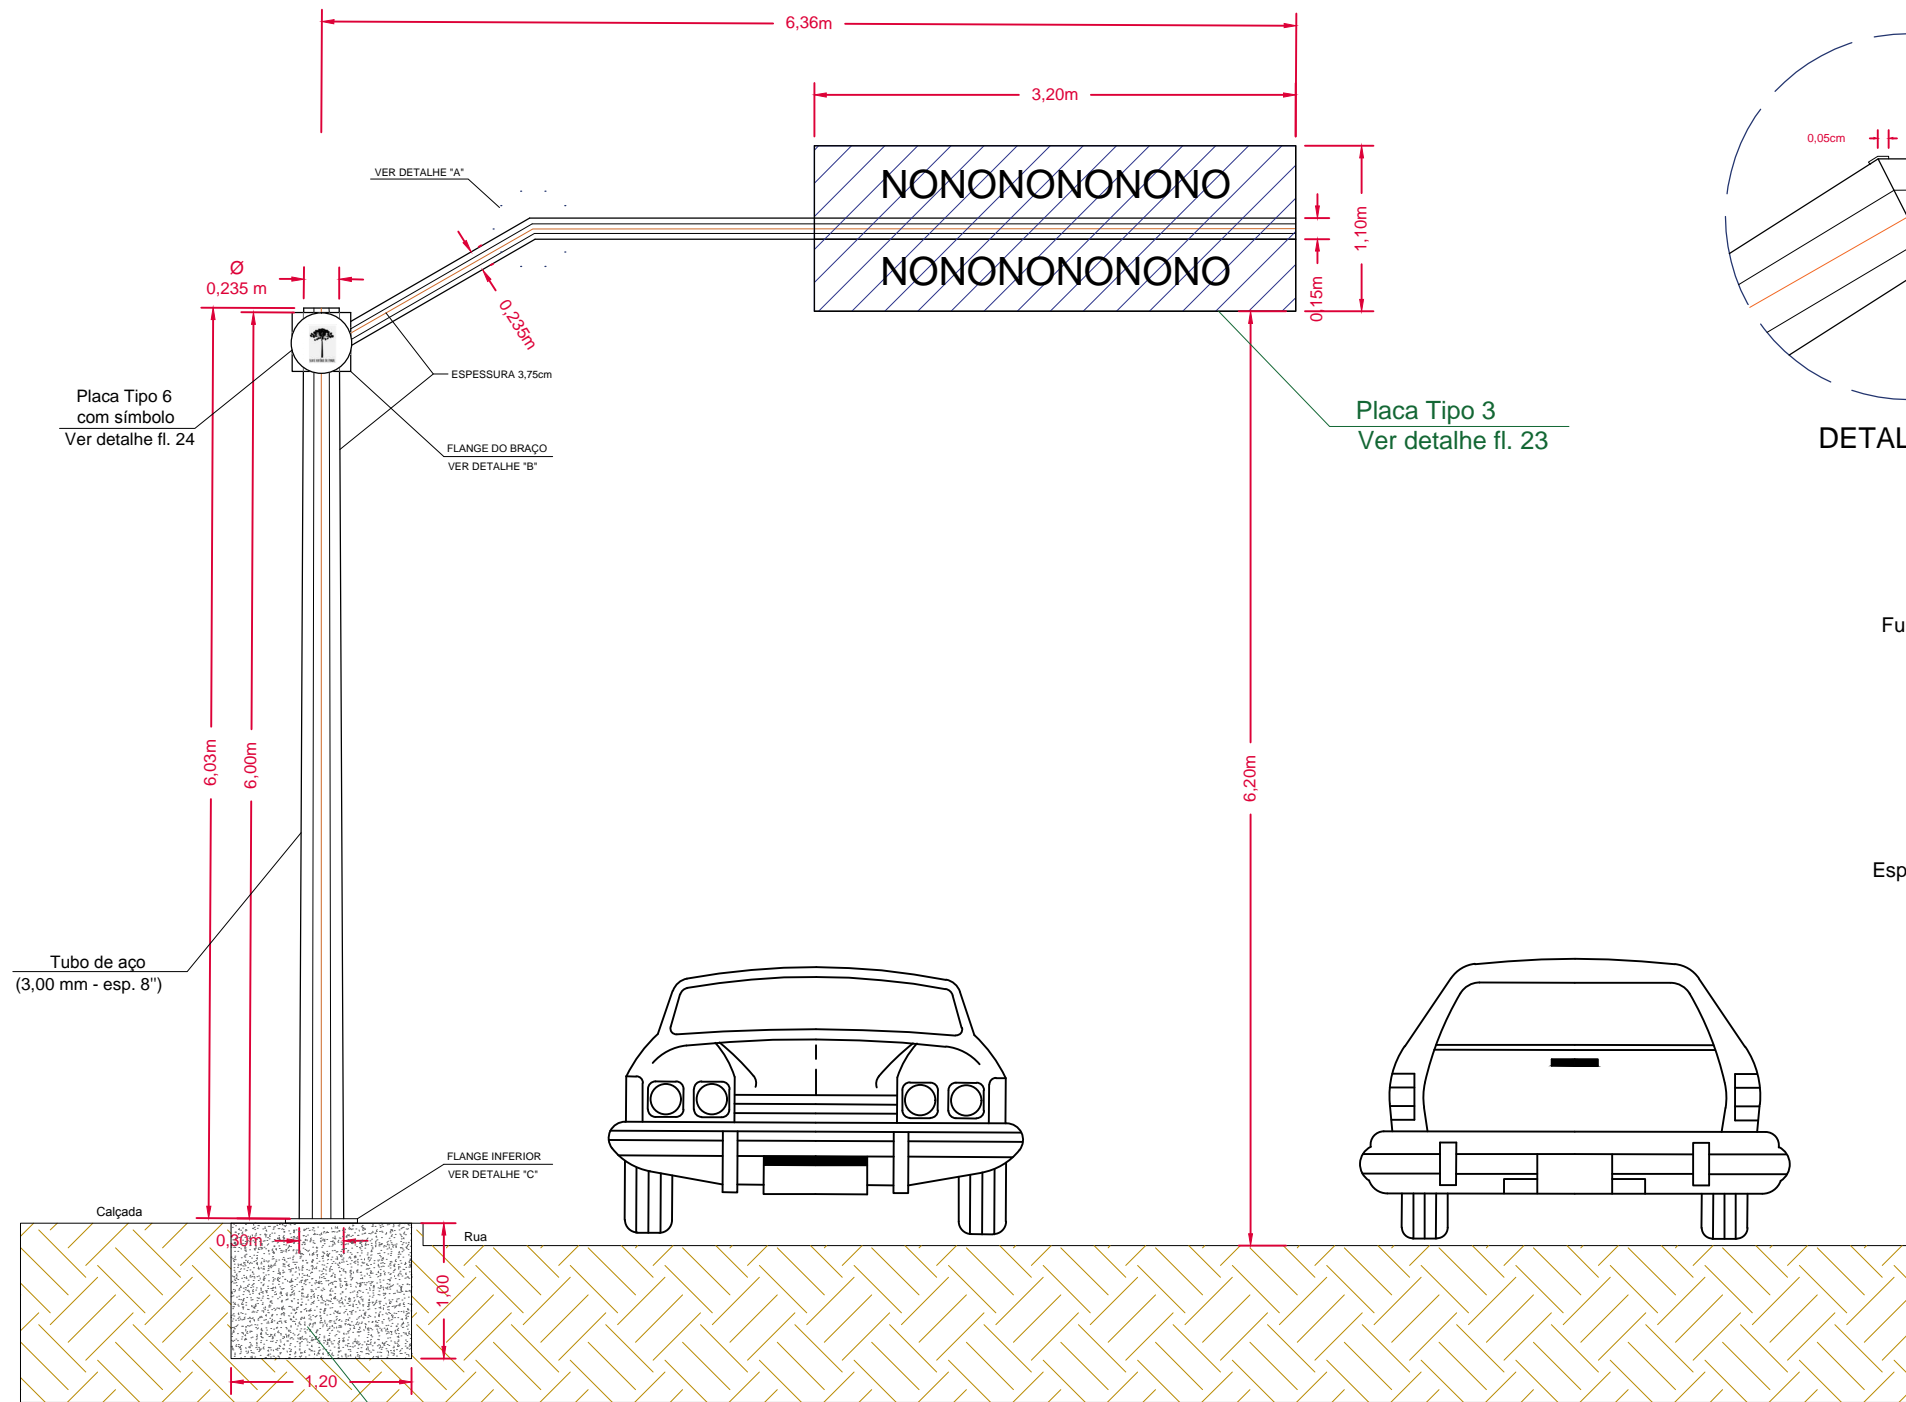 6,36m
3,20m
VER DETALHE "A"
NONONONONONO
NONONONONONO
1,10m
0,15m
Ø
0,235 m
0,235m
ESPESSURA 3,75cm
Placa Tipo 6
com símbolo
Ver detalhe fl. 24
FLANGE DO BRAÇO
VER DETALHE "B"
Placa Tipo 3
Ver detalhe fl. 23
0,05cm
DETAL
Fu
Esp
6,03m
6,00m
6,20m
Tubo de aço
(3,00 mm - esp. 8")
FLANGE INFERIOR
VER DETALHE "C"
Calçada
Rua
0,30m
1,00
1,20